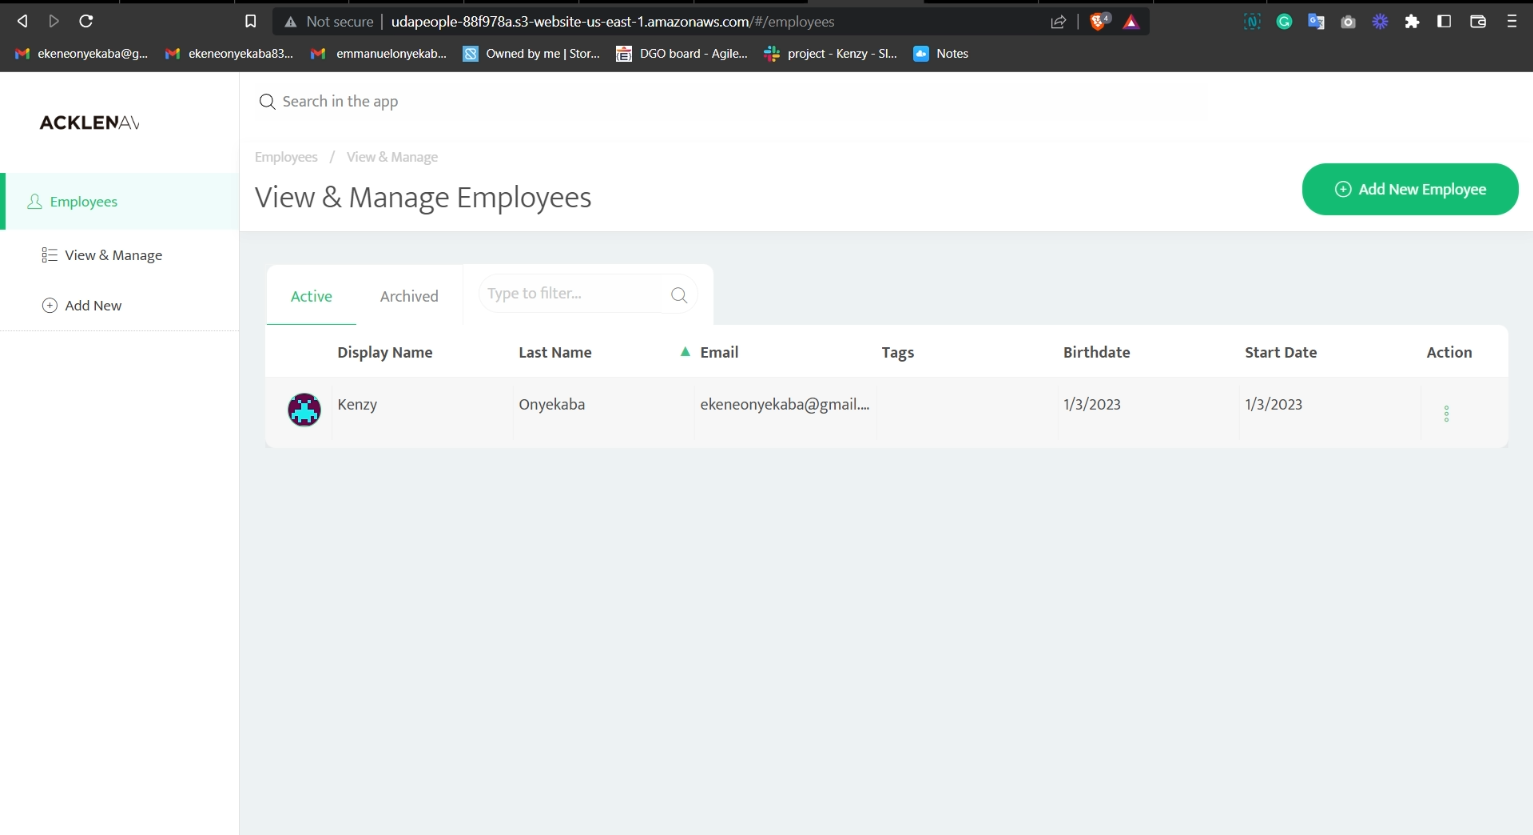 Not secure | udapeople-88f978a.s3-website-us-east-1.amazonaws.com/#/employees
4
ekeneonyekaba@g... ekeneonyekaba83... emmanuelonyekab... Owned by me | Stor... DGO board - Agile... project - Kenzy - Sl... Notes
ACKLENAV
Search in the app
Employees / View & Manage
View & Manage Employees
Add New Employee
Employees
View & Manage
Add New
Active Archived Type to filter...
Display Name Last Name Email Tags Birthdate Start Date Action
Kenzy Onyekaba ekeneonyekaba@gmail.... 1/3/2023 1/3/2023